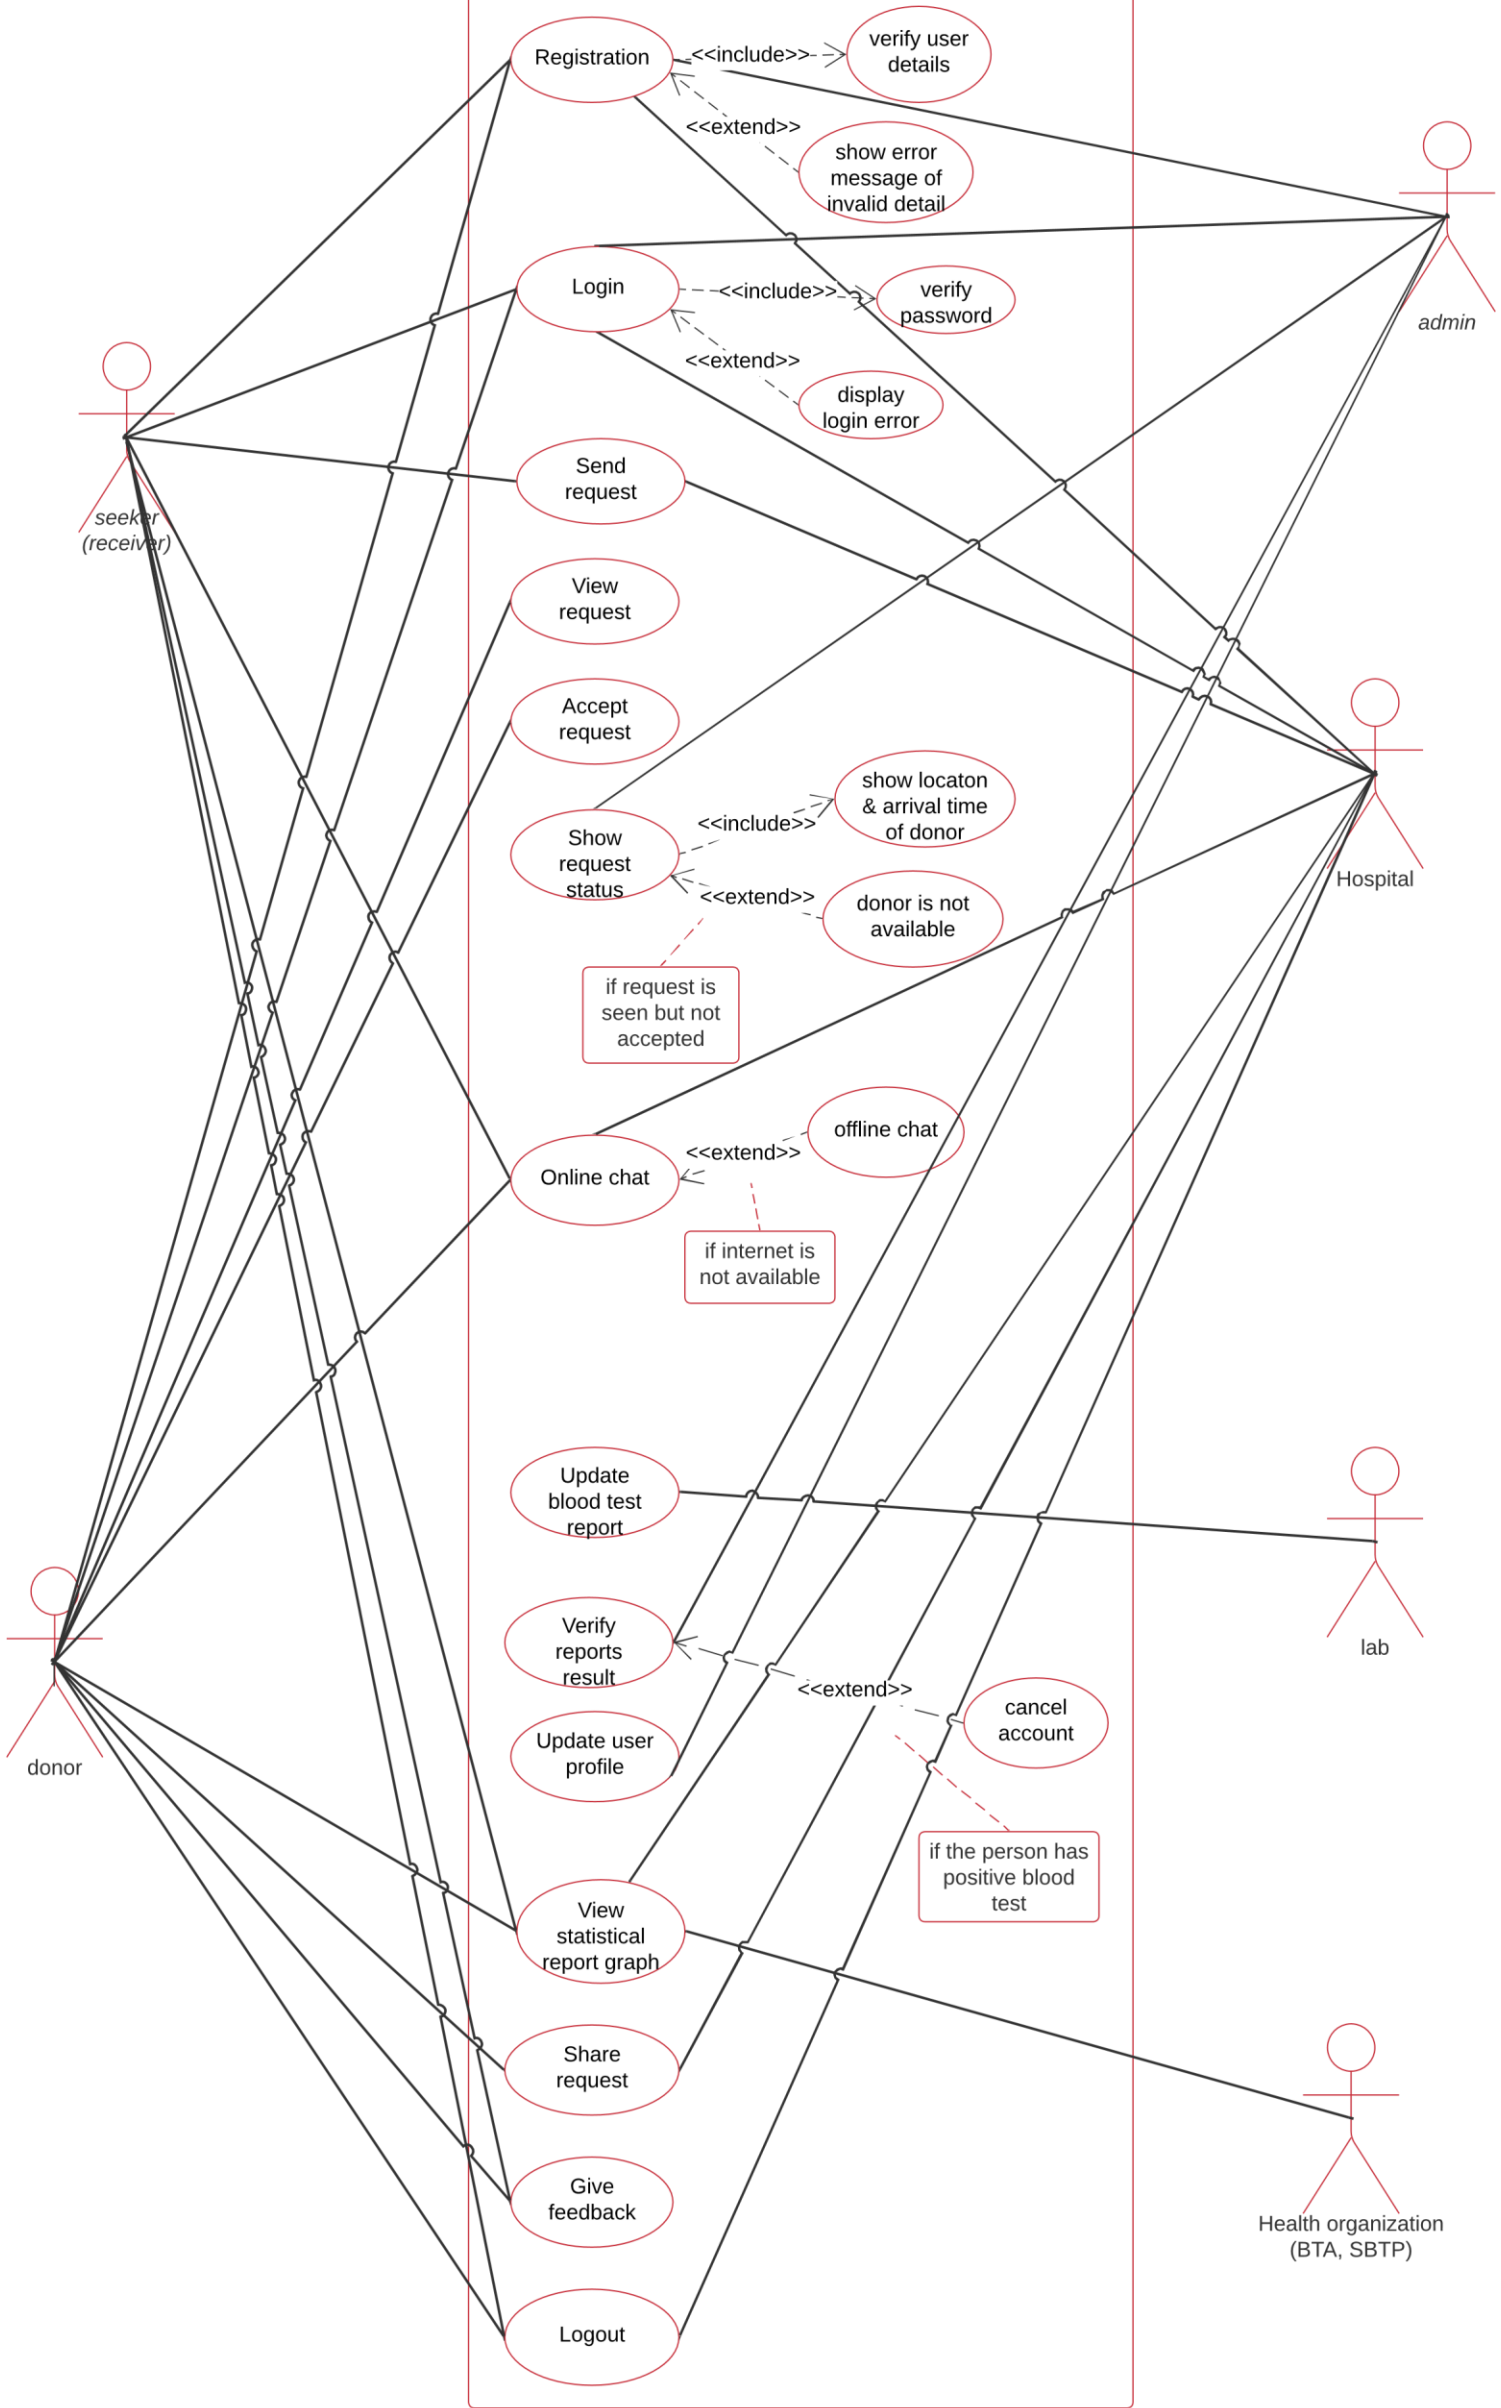 Registration
<<include>>
verify user
details
<<extend>>
show error
message of
invalid detail
admin
Login
<<include>>
verify
password
<<extend>>
display
login error
seeker
(receiver)
Send
request
View
request
Accept
request
Show
request
status
<<include>>
show locaton
& arrival time
of donor
<<extend>>
donor is not
available
Hospital
if request is
seen but not
accepted
Online chat
<<extend>>
offline chat
if internet is
not available
Update
blood test
report
Verify
reports
result
<<extend>>
cancel
account
lab
Update user
profile
donor
if the person has
positive blood
test
View
statistical
report graph
Share
request
Give
feedback
Health organization
(BTA, SBTP)
Logout